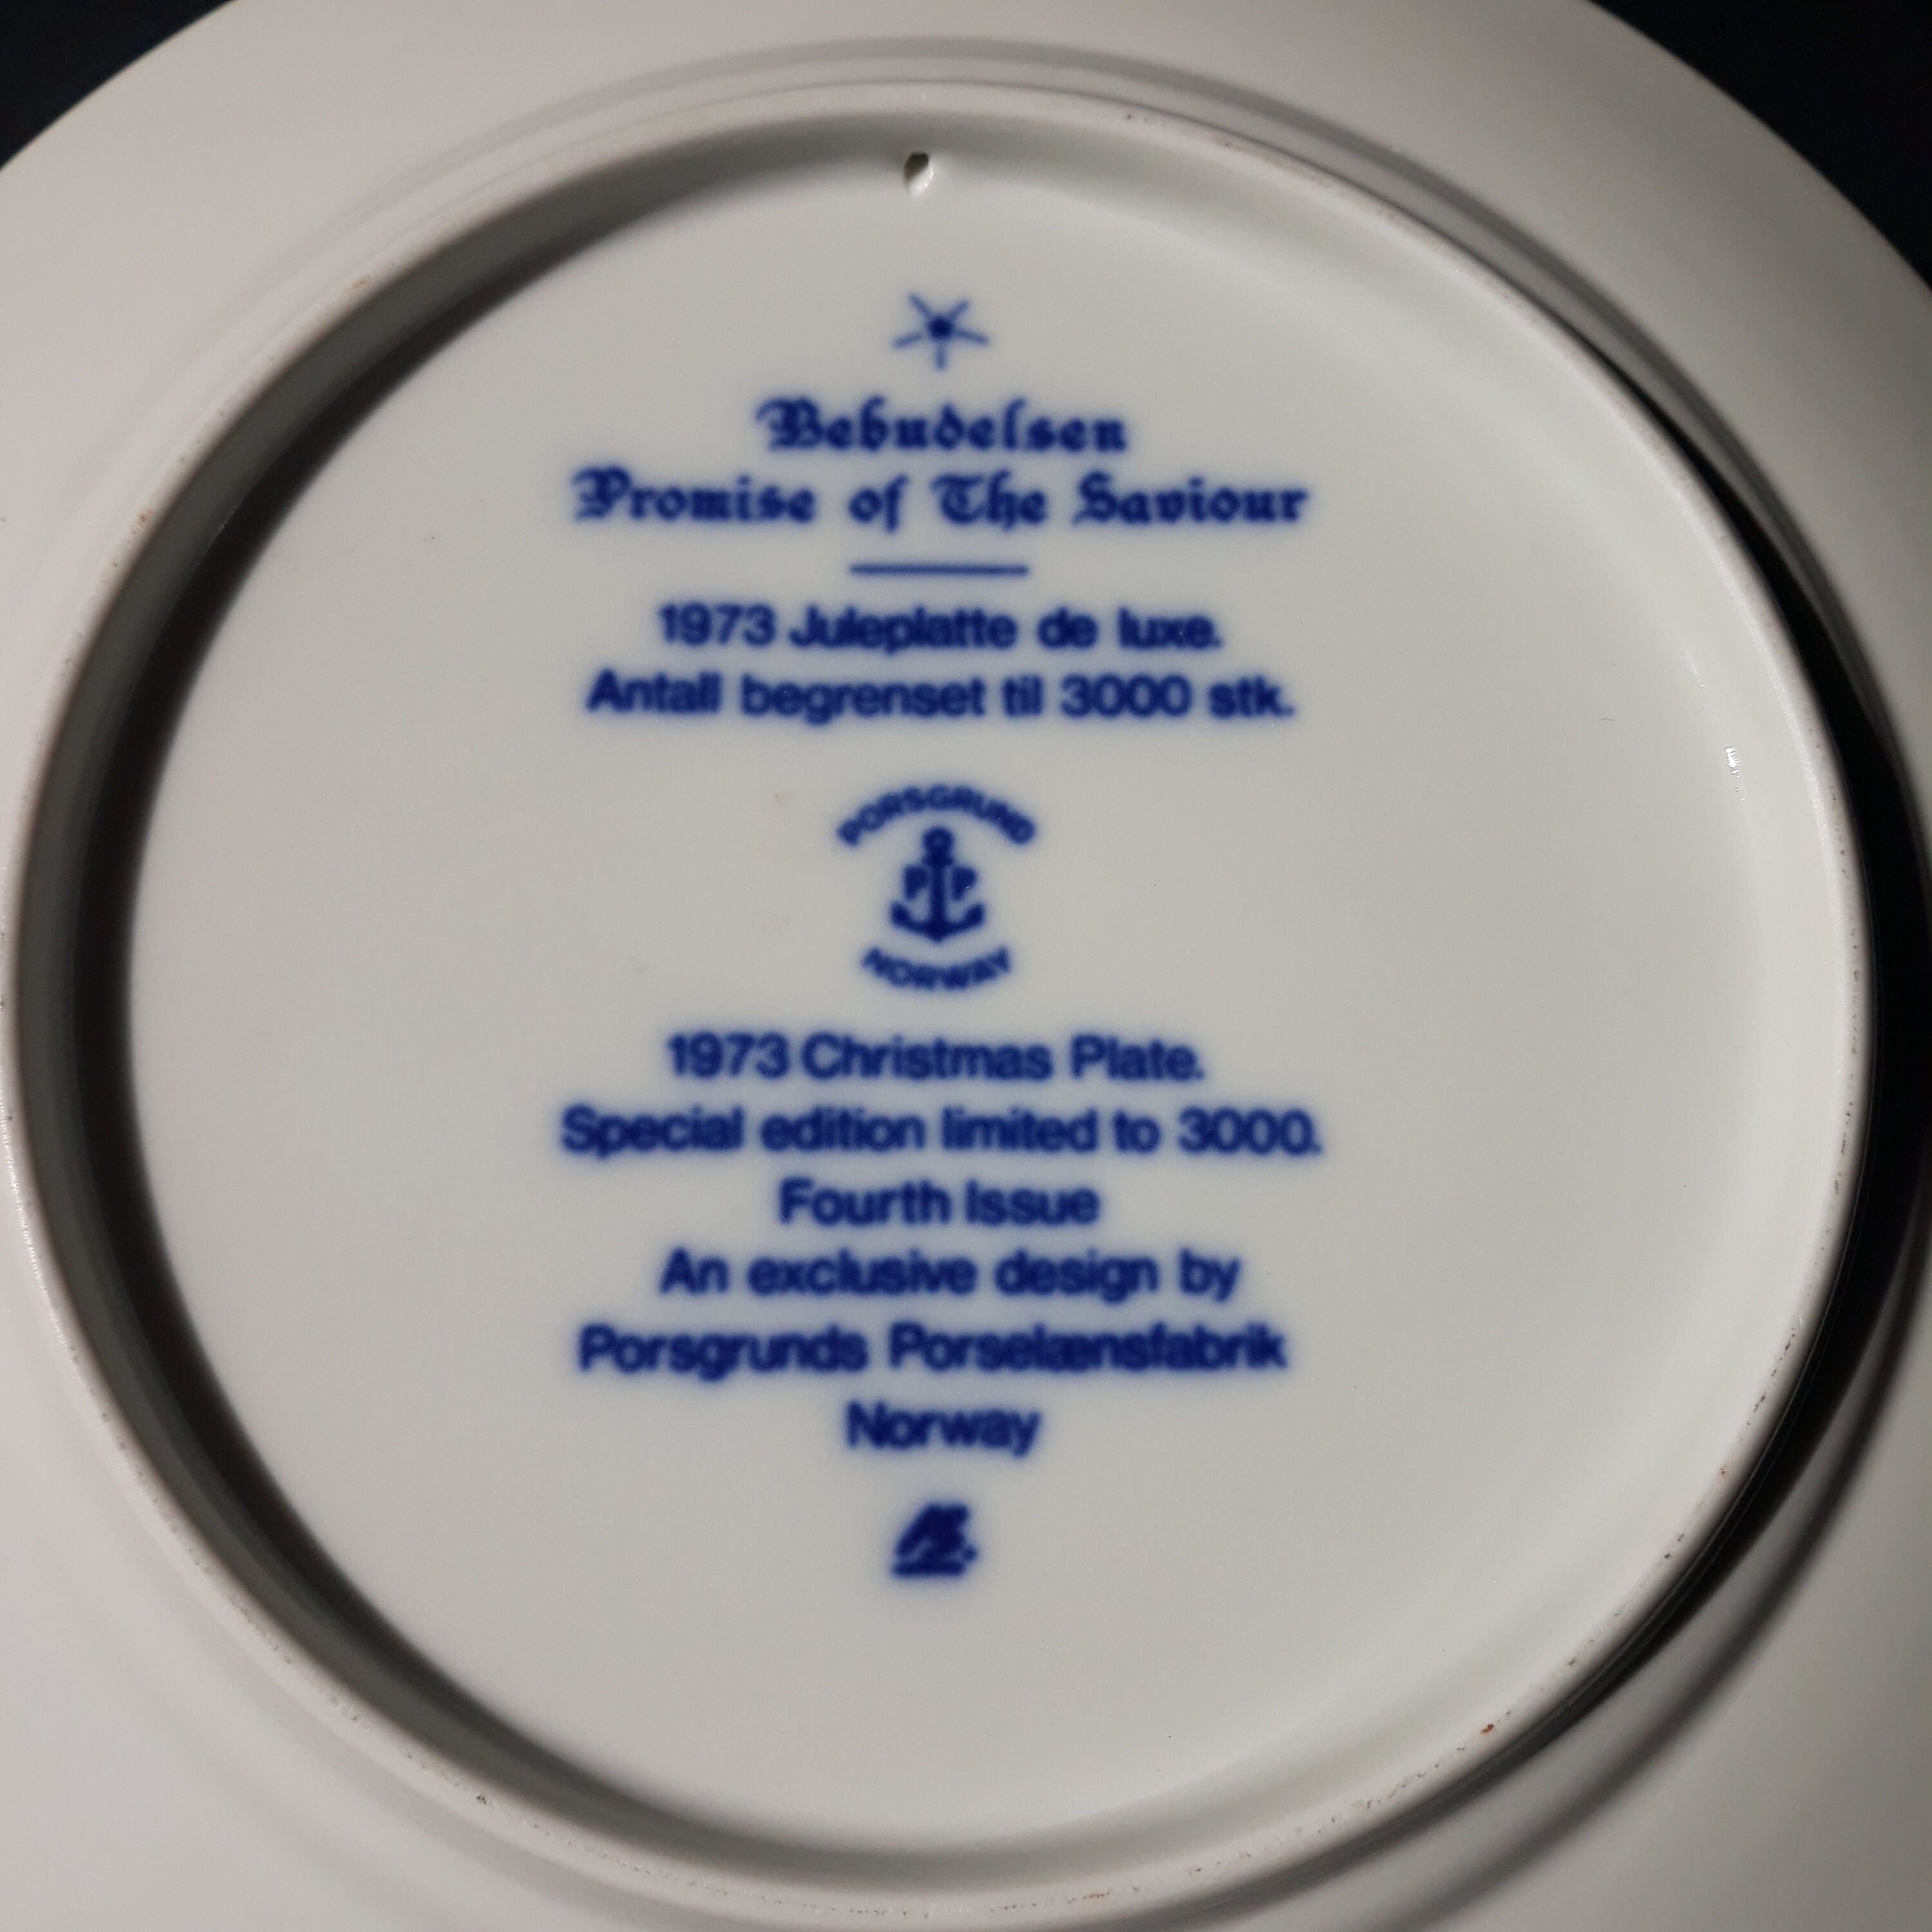 Bebudelsen
Promise of The Saviour
1973 Juleplatte de luxe.
Antall begrenset til 3000 stk.
PORSGRUND
P P
NORWAY
1973 Christmas Plate.
Special edition limited to 3000.
Fourth Issue
An exclusive design by
Porsgrunds Porselænsfabrik
Norway